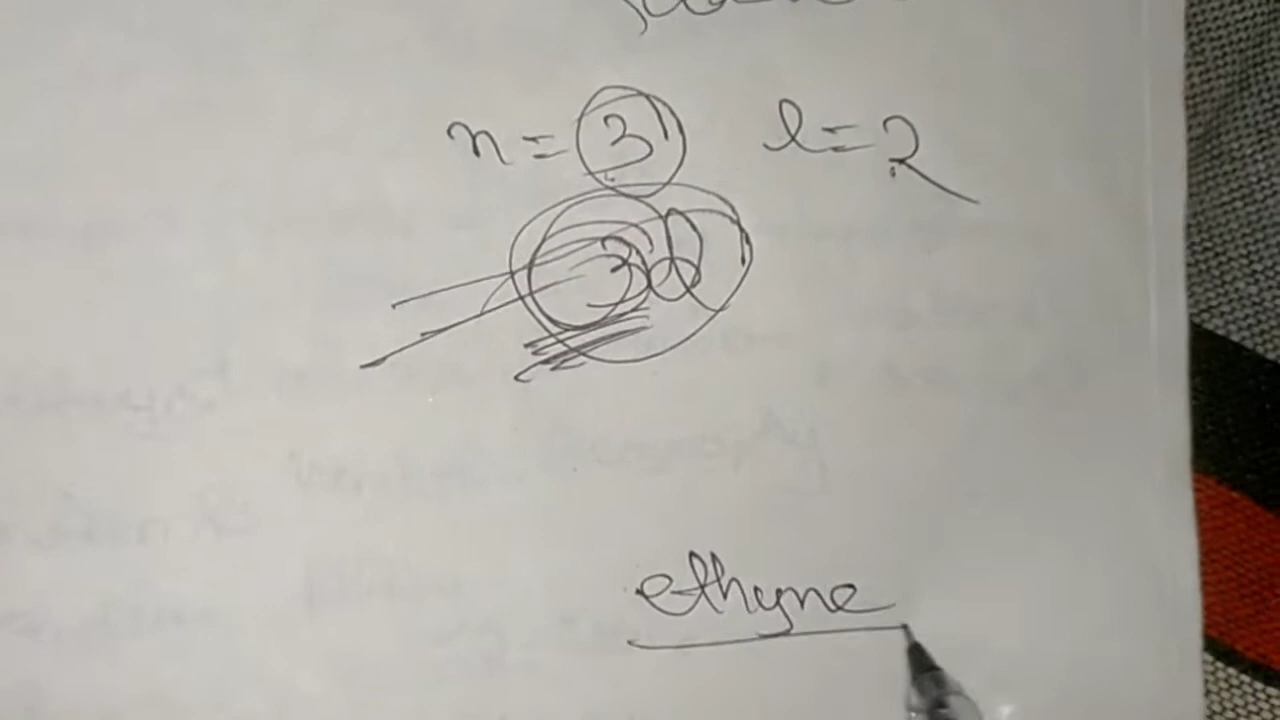 n = 3 l = 2
3d
ethyne